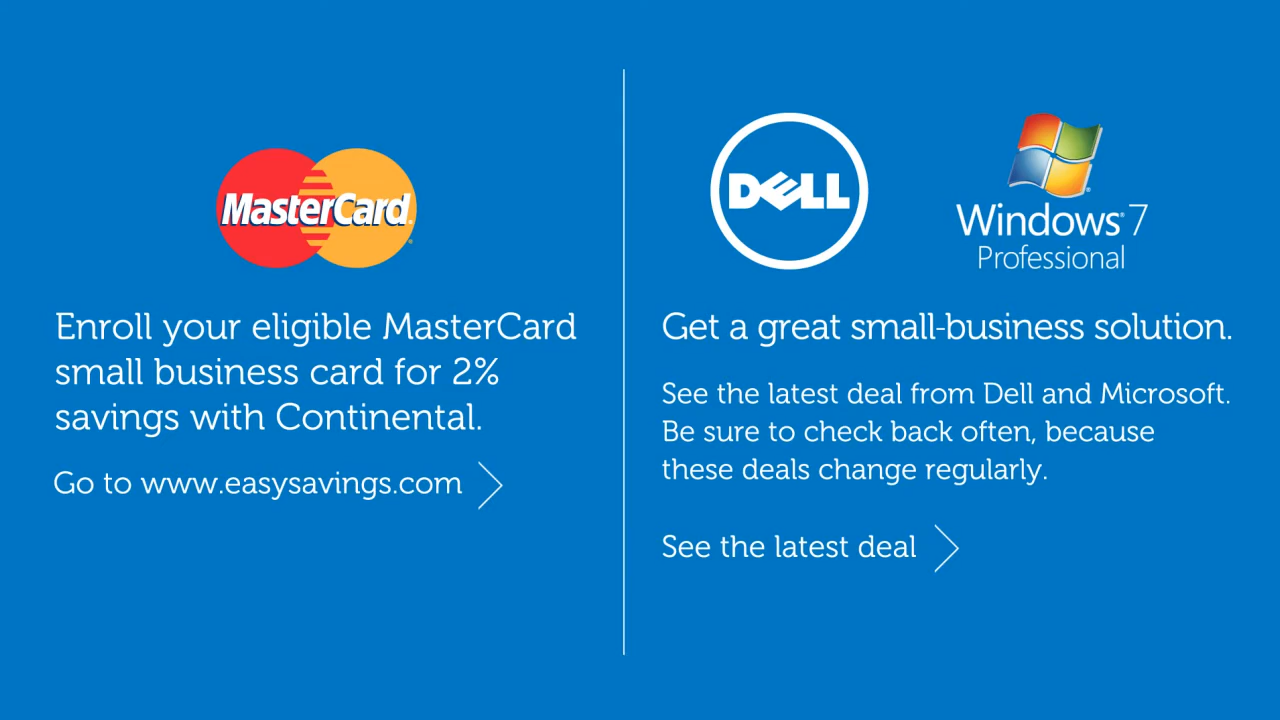 MasterCard
Enroll your eligible MasterCard
small business card for 2%
savings with Continental.
Go to www.easysavings.com
DELL
Windows® 7
Professional
Get a great small-business solution.
See the latest deal from Dell and Microsoft.
Be sure to check back often, because
these deals change regularly.
See the latest deal